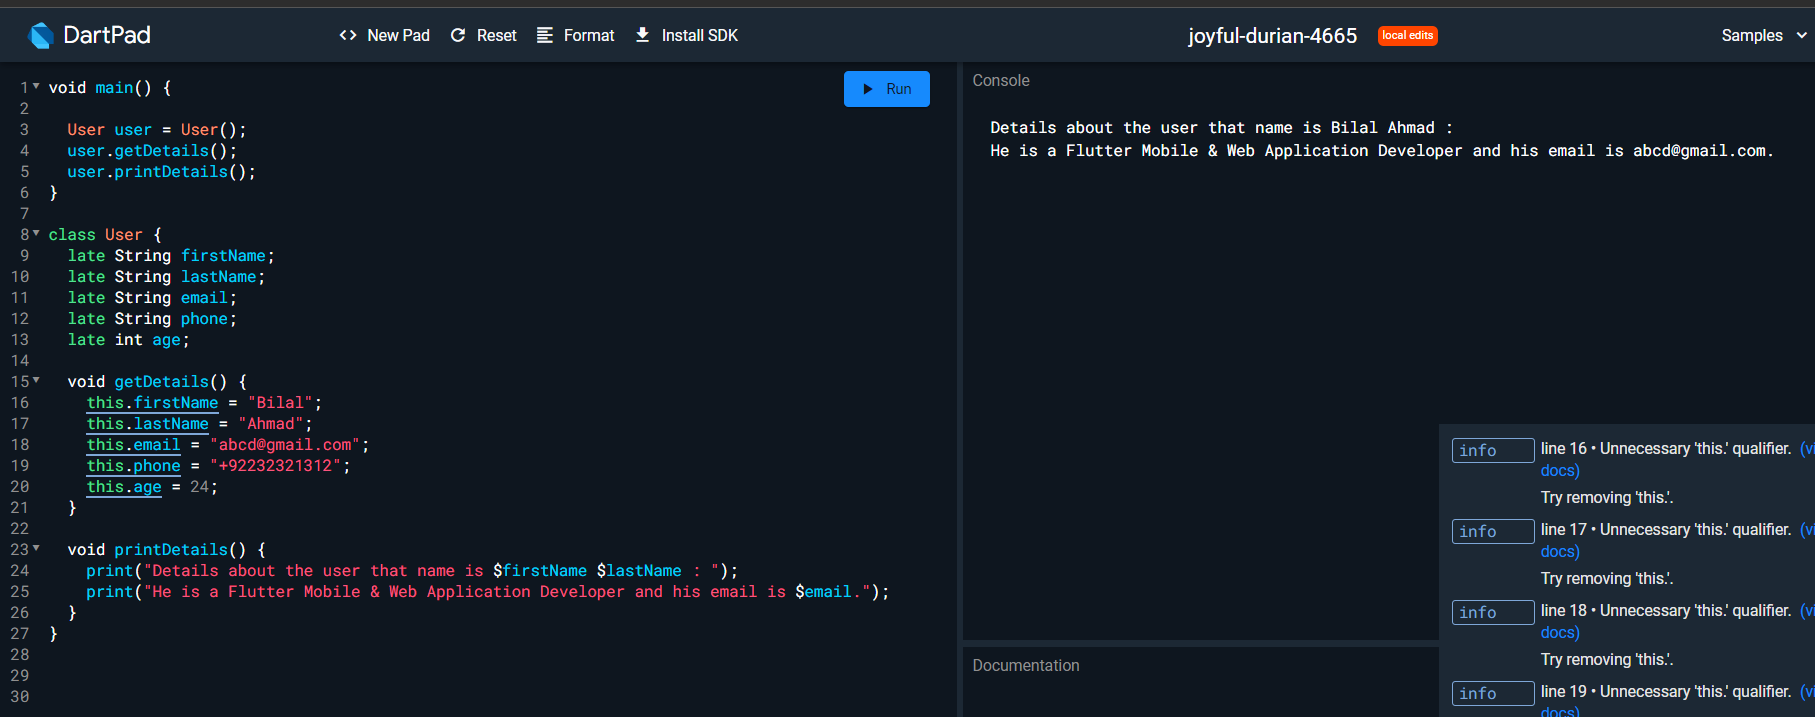 DartPad
New Pad Reset Format Install SDK
joyful-durian-4665 local edits
Samples
Run
1 void main() {
2
3   User user = User();
4   user.getDetails();
5   user.printDetails();
6 }
7
8 class User {
9   late String firstName;
10   late String lastName;
11   late String email;
12   late String phone;
13   late int age;
14
15   void getDetails() {
16     this.firstName = "Bilal";
17     this.lastName = "Ahmad";
18     this.email = "abcd@gmail.com";
19     this.phone = "+92232321312";
20     this.age = 24;
21   }
22
23   void printDetails() {
24     print("Details about the user that name is $firstName $lastName : ");
25     print("He is a Flutter Mobile & Web Application Developer and his email is $email.");
26   }
27 }
28
29
30
Console
Details about the user that name is Bilal Ahmad :
He is a Flutter Mobile & Web Application Developer and his email is abcd@gmail.com.
info line 16 • Unnecessary 'this.' qualifier. (vi
docs)
Try removing 'this.'.
info line 17 • Unnecessary 'this.' qualifier. (vi
docs)
Try removing 'this.'.
info line 18 • Unnecessary 'this.' qualifier. (vi
docs)
Try removing 'this.'.
info line 19 • Unnecessary 'this.' qualifier. (vi
docs)
Documentation